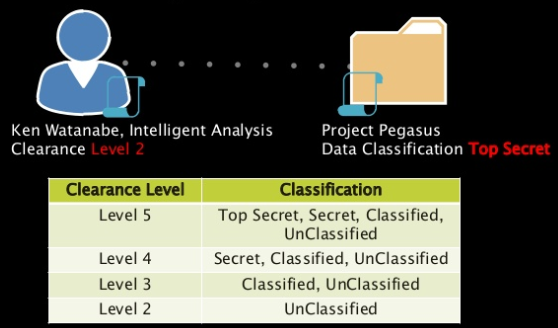 Ken Watanabe, Intelligent Analysis
Clearance Level 2
Project Pegasus
Data Classification Top Secret
Clearance Level Classification
Level 5 Top Secret, Secret, Classified,
UnClassified
Level 4 Secret, Classified, UnClassified
Level 3 Classified, UnClassified
Level 2 UnClassified